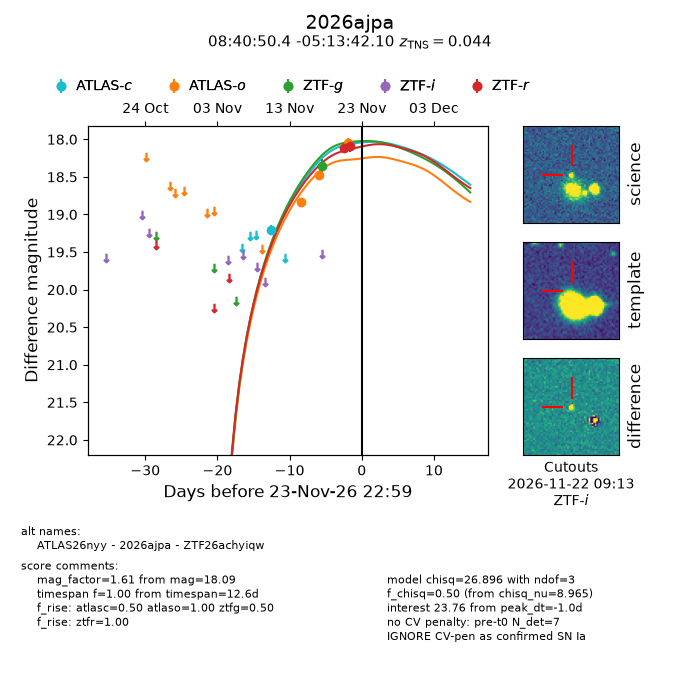 2026ajpa
08:40:50.4 -05:13:42.10 zTNS = 0.044
ATLAS-c ATLAS-o ZTF-g ZTF-i ZTF-r
24 Oct 03 Nov 13 Nov 23 Nov 03 Dec
18.0
18.5
19.0
19.5
20.0
20.5
21.0
21.5
22.0
Difference magnitude
−30 −20 −10 0 10
Days before 23-Nov-26 22:59
science
template
difference
Cutouts
2026-11-22 09:13
ZTF-i
alt names:
ATLAS26nyy - 2026ajpa - ZTF26achyiqw
score comments:
mag_factor=1.61 from mag=18.09
timespan f=1.00 from timespan=12.6d
f_rise: atlasc=0.50 atlaso=1.00 ztfg=0.50
f_rise: ztfr=1.00
model chisq=26.896 with ndof=3
f_chisq=0.50 (from chisq_nu=8.965)
interest 23.76 from peak_dt=-1.0d
no CV penalty: pre-t0 N_det=7
IGNORE CV-pen as confirmed SN Ia